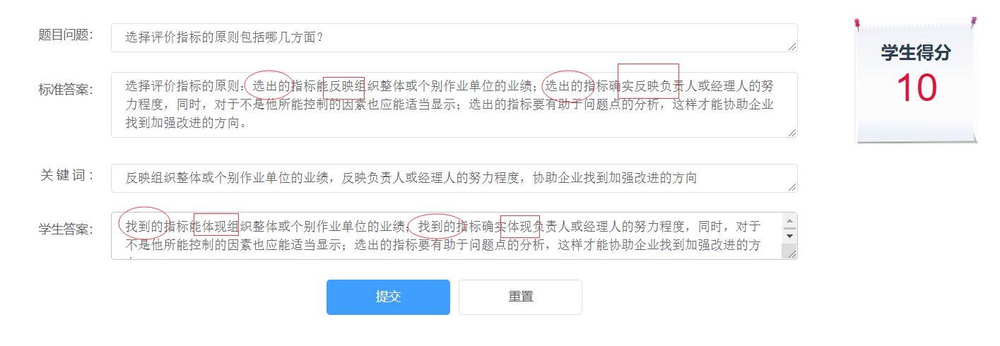 题目问题：
选择评价指标的原则包括哪几方面？
标准答案：
选择评价指标的原则：选出的指标能反映组织整体或个别作业单位的业绩；选出的指标确实反映负责人或经理人的努
力程度，同时，对于不是他所能控制的因素也应能适当显示；选出的指标要有助于问题点的分析，这样才能协助企业
找到加强改进的方向。
关 键 词 ：
反映组织整体或个别作业单位的业绩，反映负责人或经理人的努力程度，协助企业找到加强改进的方向
学生答案：
找到的指标能体现组织整体或个别作业单位的业绩；找到的指标确实体现负责人或经理人的努力程度，同时，对于
不是他所能控制的因素也应能适当显示；选出的指标要有助于问题点的分析，这样才能协助企业找到加强改进的方
学生得分
10
提交
重置